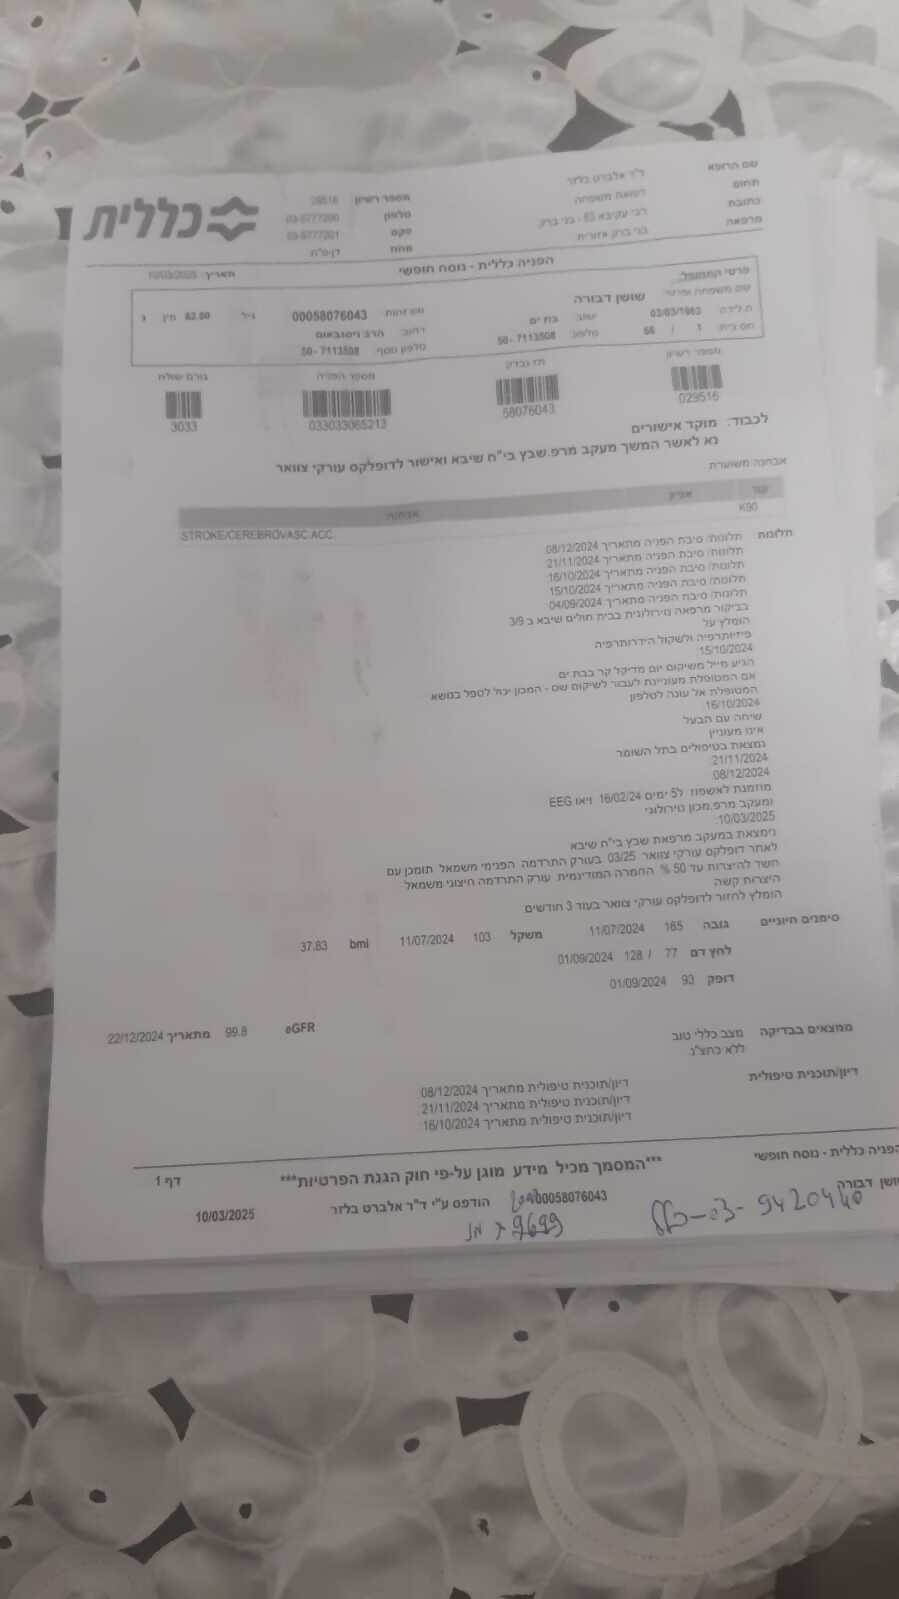 כללית
שם הרופא ד"ר אלברט בלזר מספר רשיון 29516
תחום רפואת משפחה טלפון 03-5777200
כתובת רבי עקיבא 83 - בני ברק פקס 03-5777201
מרפאה בני ברק אזורית מחוז דן-פ"ת
הפניה כללית - נוסח חופשי
תאריך: 10/03/2025
פרטי המטופל:
שם משפחה ופרטי: שושן דבורה מס זהות: 00058076043 גיל 62.00 מין נ
ת.לידה: 03/03/1963 ישוב: בת ים רחוב: הרב ניסנבאום
מס בית: 1 / 56 טלפון: 50-7113508 טלפון נוסף: 50-7113508
מספר רשיון תז נבדק מספר הפניה גורם שולח
029516 58076043 033033065213 3033
לכבוד: מוקד אישורים
נא לאשר המשך מעקב מרפ.שבץ בי"ח שיבא ואישור לדופלקס עורקי צוואר
אבחנה משוערת
קוד אפיון אבחנה
K90 STROKE/CEREBROVASC.ACC
תלונות תלונות/ סיבת הפניה מתאריך 08/12/2024
תלונות/ סיבת הפניה מתאריך 21/11/2024
תלונות/ סיבת הפניה מתאריך 16/10/2024
תלונות/ סיבת הפניה מתאריך 15/10/2024
תלונות/ סיבת הפניה מתאריך 04/09/2024
בביקור מרפאה נוירולוגית בבית חולים שיבא ב 3/9
הומלץ על
פיזיותרפיה ולשקול הידרותרפיה
15/10/2024:
הגיע מייל משיקום יום מדיקל קר בבת ים
אם המטופלת מעוניינת לעבור לשיקום שם - המכון יכול לטפל בנושא
המטופלת אל עונה לטלפון
16/10/2024:
שיחה עם הבעל
אינו מעוניין
נמצאת בטיפולים בתל השומר
21/11/2024:
08/12/2024:
מוזמנת לאשפוז ל5 ימים 16/02/24 ויאו EEG
ומעקב מרפ.מכון נוירולוגי
10/03/2025:
נימצאת במעקב מרפאת שבץ בי"ח שיבא
לאחר דופלקס עורקי צוואר 03/25 בעורק התרדמה הפנימי משמאל תומכן עם
חשד להיצרות עד 50 % החמרה המודינמית. עורק התרדמה חיצוני משמאל
היצרות קשה
הומלץ לחזור לדופלקס עורקי צוואר בעוד 3 חודשים
סימנים חיוניים גובה 165 11/07/2024 משקל 103 11/07/2024 bmi 37.83
לחץ דם 77 / 128 01/09/2024
דופק 93 01/09/2024
eGFR 99.8 מתאריך 22/12/2024
ממצאים בבדיקה מצב כללי טוב
ללא כחצ"נ
דיון/תוכנית טיפולית דיון/תוכנית טיפולית מתאריך 08/12/2024:
דיון/תוכנית טיפולית מתאריך 21/11/2024:
דיון/תוכנית טיפולית מתאריך 16/10/2024:
הפניה כללית - נוסח חופשי ***המסמך מכיל מידע מוגן על-פי חוק הגנת הפרטיות*** דף 1
שושן דבורה 00058076043 הודפס ע"י ד"ר אלברט בלזר 10/03/2025
03-9420440
9699